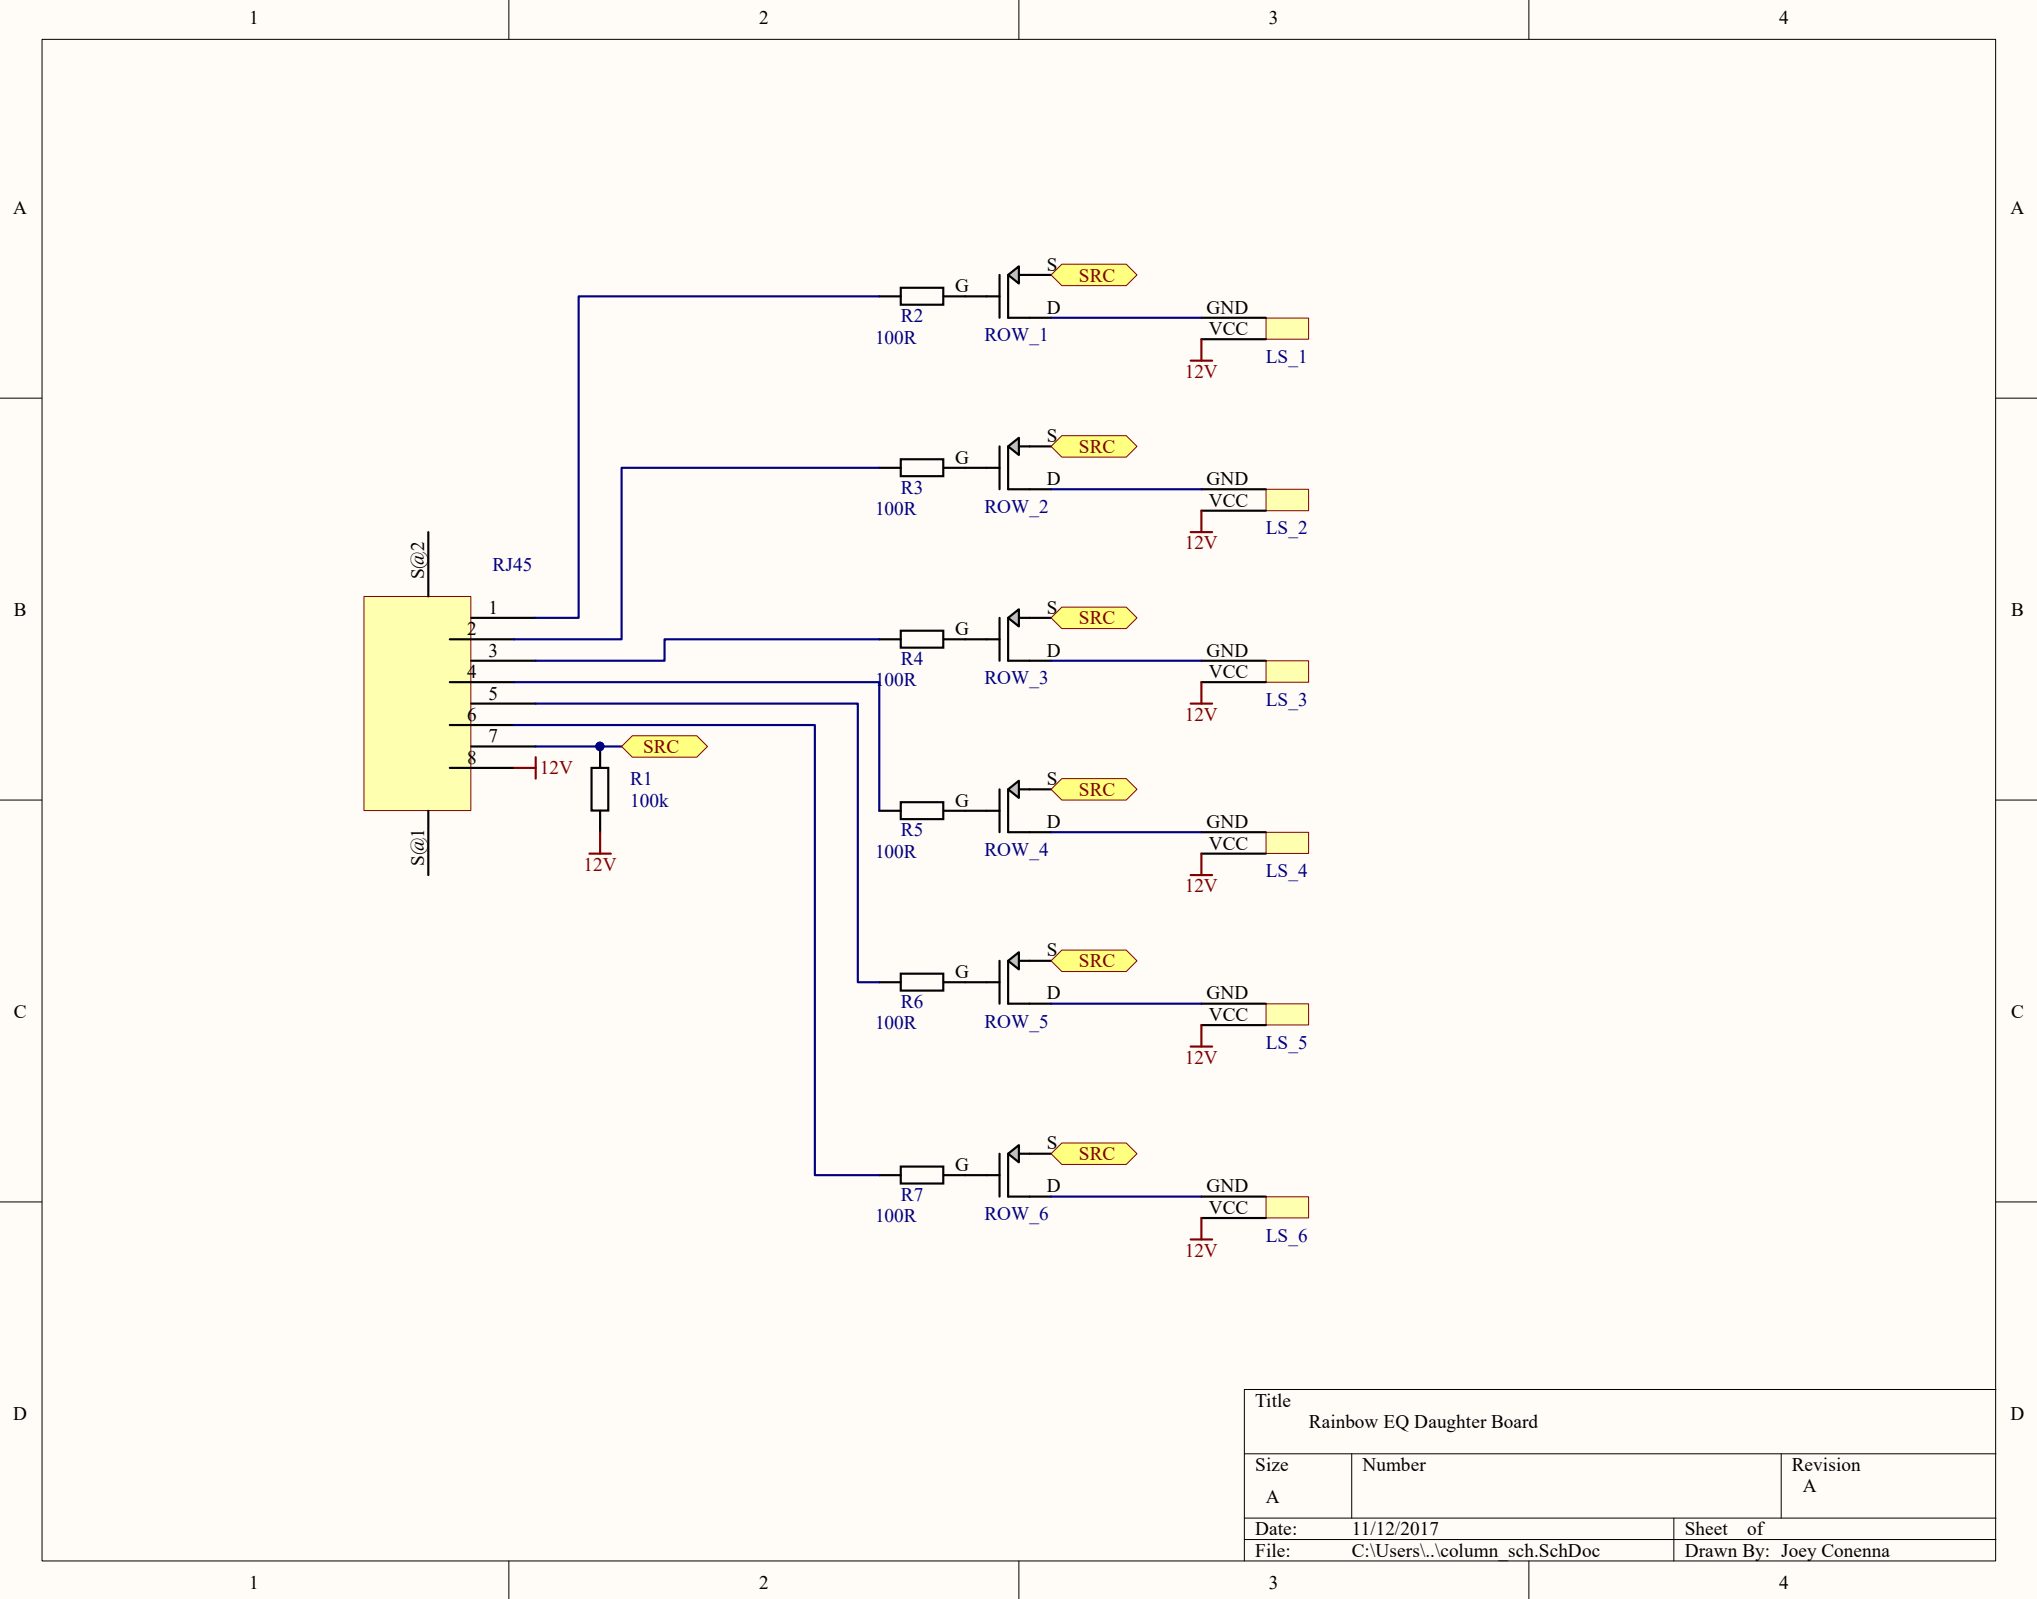 1 2 3 4
A A
S
SRC
G
D GND
R2 VCC
100R ROW_1
LS_1
12V
S
SRC
G
D GND
R3 VCC
100R ROW_2
LS_2
12V
S@2
RJ45
B B
1
2
3
4
5
6
7
8
S
SRC
G
D GND
R4 VCC
100R ROW_3
LS_3
12V
SRC
12V
R1
100k
12V
S@1
S
SRC
G
D GND
R5 VCC
100R ROW_4
LS_4
12V
S
SRC
G
D GND
C C
R6 VCC
100R ROW_5
LS_5
12V
S
SRC
G
D GND
R7 VCC
100R ROW_6
LS_6
12V
D D
Title
Rainbow EQ Daughter Board
Size Number Revision
A A
Date: 11/12/2017 Sheet of
File: C:\Users\..\column_sch.SchDoc Drawn By: Joey Conenna
1 2 3 4